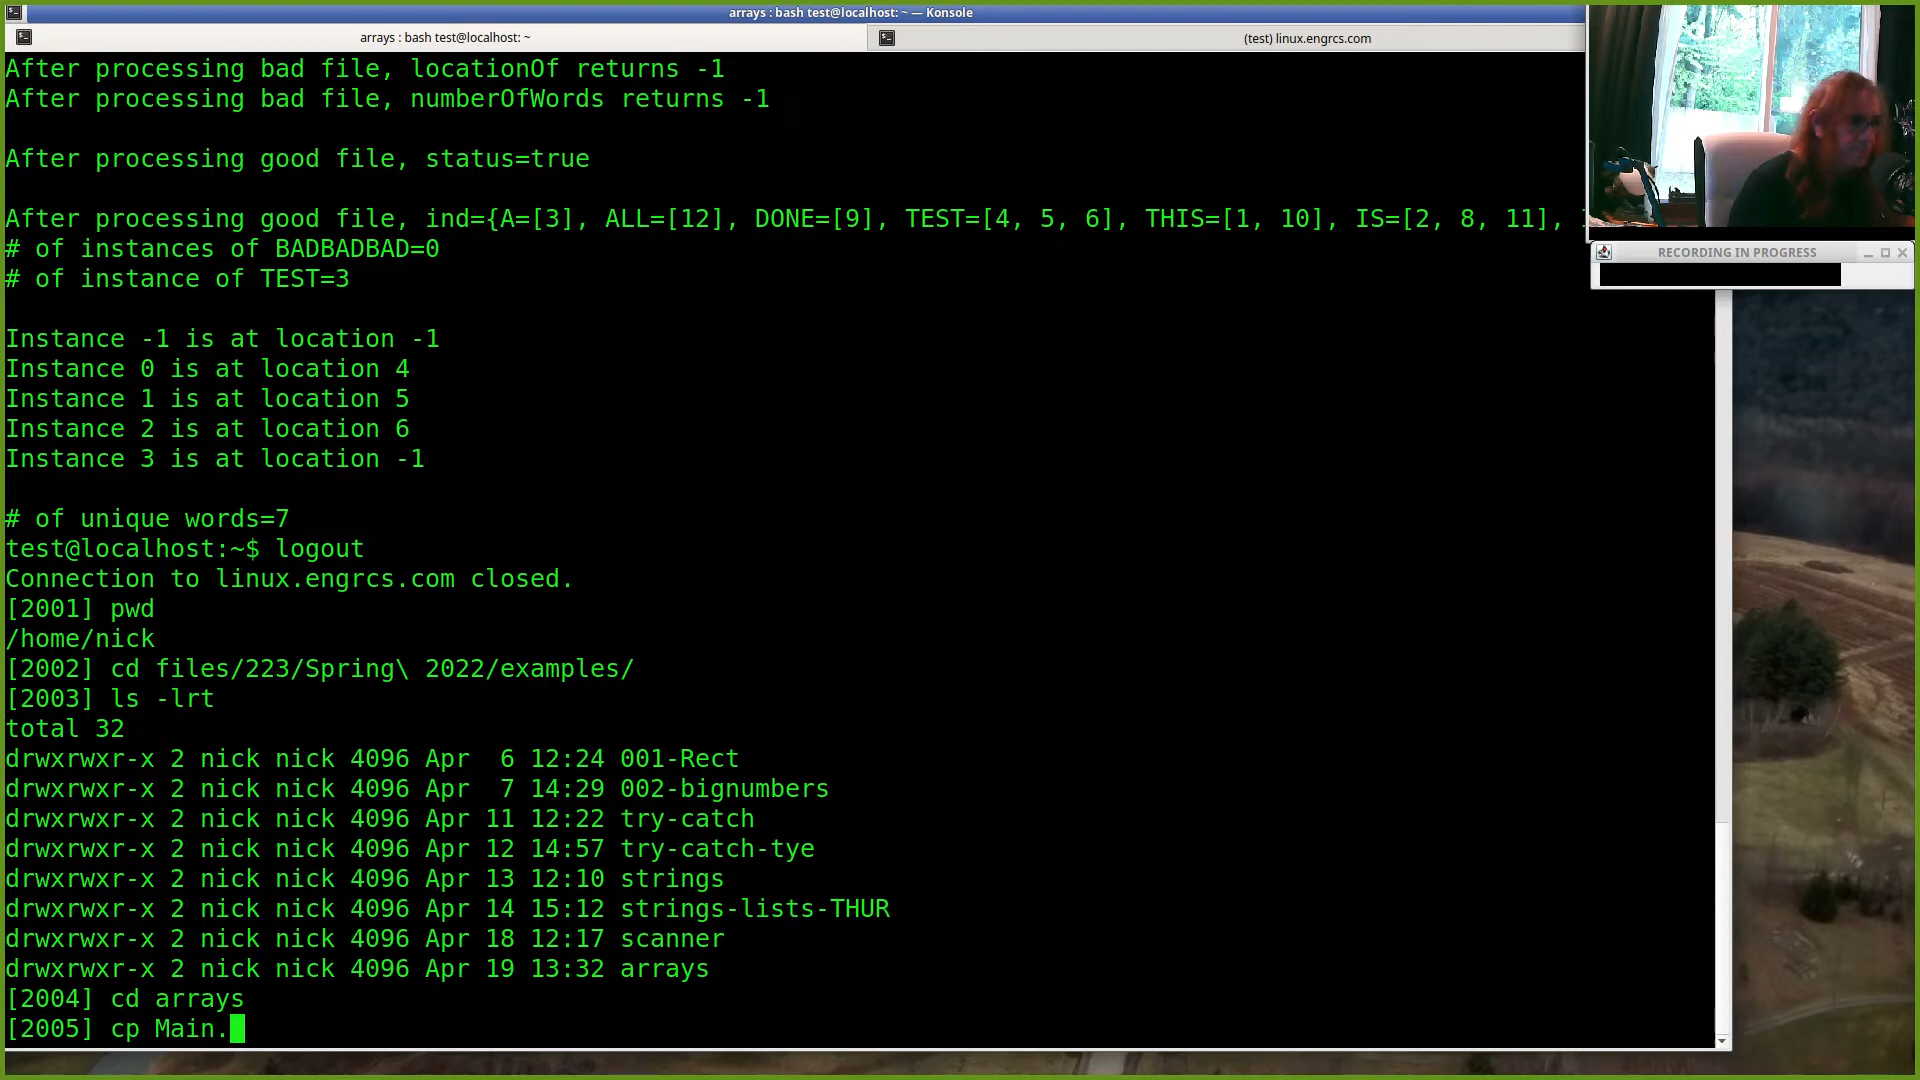 arrays : bash test@localhost: ~ — Konsole
arrays : bash test@localhost: ~
(test) linux.engrcs.com
After processing bad file, locationOf returns -1
After processing bad file, numberOfWords returns -1
After processing good file, status=true
After processing good file, ind={A=[3], ALL=[12], DONE=[9], TEST=[4, 5, 6], THIS=[1, 10], IS=[2, 8, 11],
# of instances of BADBADBAD=0
# of instance of TEST=3
Instance -1 is at location -1
Instance 0 is at location 4
Instance 1 is at location 5
Instance 2 is at location 6
Instance 3 is at location -1
# of unique words=7
test@localhost:~$ logout
Connection to linux.engrcs.com closed.
[2001] pwd
/home/nick
[2002] cd files/223/Spring\ 2022/examples/
[2003] ls -lrt
total 32
drwxrwxr-x 2 nick nick 4096 Apr  6 12:24 001-Rect
drwxrwxr-x 2 nick nick 4096 Apr  7 14:29 002-bignumbers
drwxrwxr-x 2 nick nick 4096 Apr 11 12:22 try-catch
drwxrwxr-x 2 nick nick 4096 Apr 12 14:57 try-catch-tye
drwxrwxr-x 2 nick nick 4096 Apr 13 12:10 strings
drwxrwxr-x 2 nick nick 4096 Apr 14 15:12 strings-lists-THUR
drwxrwxr-x 2 nick nick 4096 Apr 18 12:17 scanner
drwxrwxr-x 2 nick nick 4096 Apr 19 13:32 arrays
[2004] cd arrays
[2005] cp Main.
RECORDING IN PROGRESS